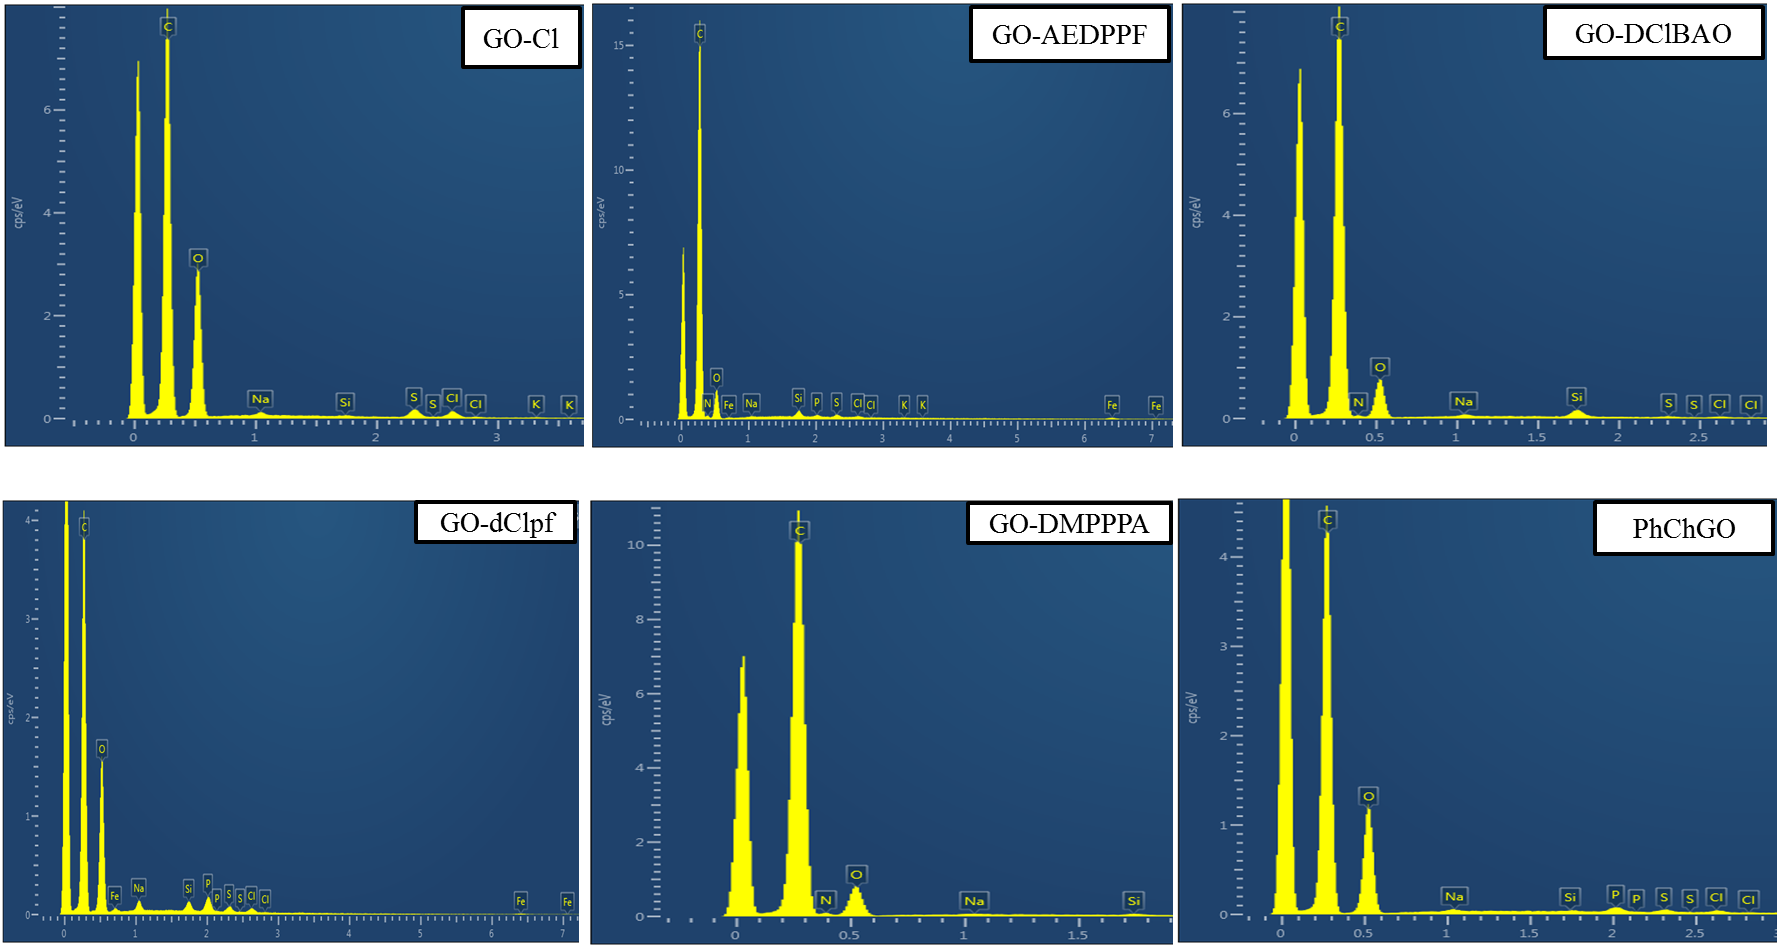 GO-Cl
C
O
Na
Si
S
S
Cl
Cl
K
K
6
4
2
0
cps/eV
0 1 2 3
GO-AEDPPF
C
O
N
Fe
Na
Si
P
S
Cl
Cl
K
K
Fe
Fe
15
10
5
0
cps/eV
0 1 2 3 4 5 6 7
GO-DClBAO
C
N
O
Na
Si
S
S
Cl
Cl
6
4
2
0
cps/eV
0 0.5 1 1.5 2 2.5
GO-dClpf
C
O
Fe
Na
Si
P
P
S
S
Cl
Cl
Fe
Fe
4
3
2
1
0
cps/eV
0 1 2 3 4 5 6 7
GO-DMPPPA
C
N
O
Na
Si
10
8
6
4
2
0
cps/eV
0 0.5 1 1.5
PhChGO
C
O
Na
Si
P
P
S
S
Cl
Cl
4
3
2
1
0
cps/eV
0 0.5 1 1.5 2 2.5